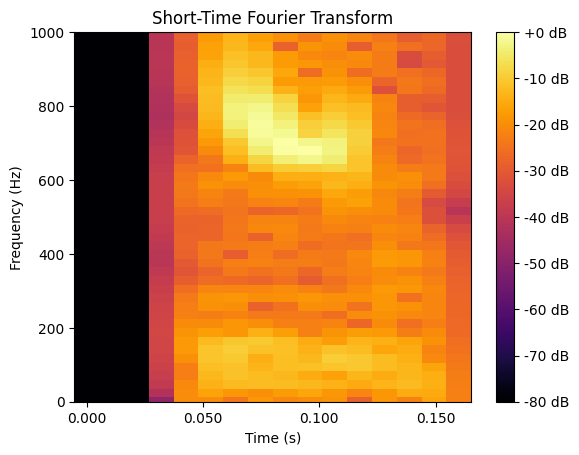 Short-Time Fourier Transform
1000
800
600
400
200
0
Frequency (Hz)
0.000
0.050
0.100
0.150
Time (s)
+0 dB
-10 dB
-20 dB
-30 dB
-40 dB
-50 dB
-60 dB
-70 dB
-80 dB